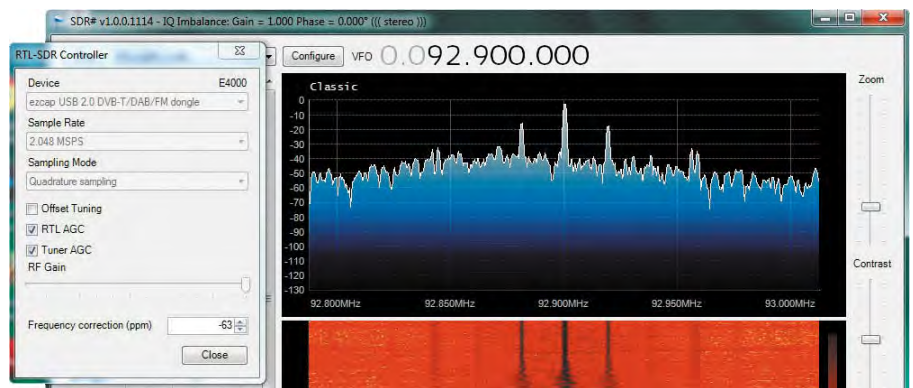 SDR# v1.0.0.1114 - IQ Imbalance: Gain = 1.000 Phase = 0.000° ((( stereo )))
RTL-SDR Controller
Configure VFO 0.092.900.000
Device E4000
ezcap USB 2.0 DVB-T/DAB/FM dongle
Sample Rate
2.048 MSPS
Sampling Mode
Quadrature sampling
Offset Tuning
RTL AGC
Tuner AGC
RF Gain
Frequency correction (ppm) -63
Close
Classic
0
-10
-20
-30
-40
-50
-60
-70
-80
-90
-100
-110
-120
-130
92.800MHz 92.850MHz 92.900MHz 92.950MHz 93.000MHz
Zoom
Contrast